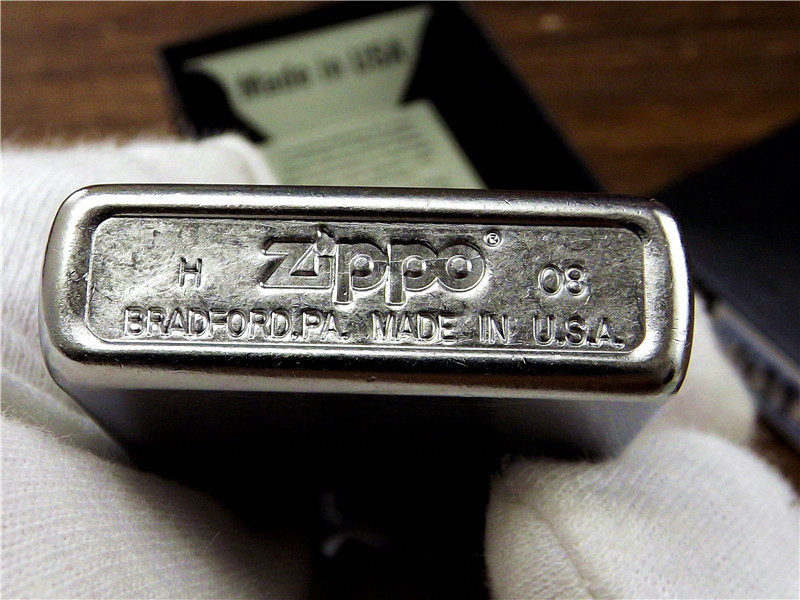 Made in USA
H Zippo® 08
BRADFORD,PA. MADE IN U.S.A.